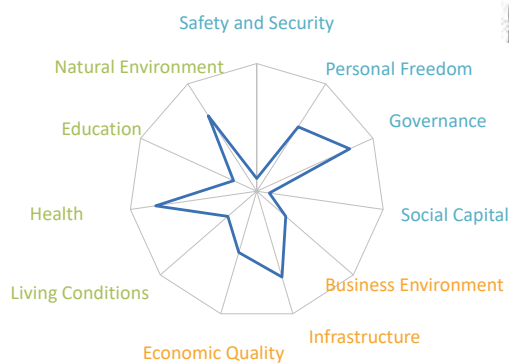 Safety and Security
Natural Environment
Personal Freedom
Education
Governance
Health
Social Capital
Living Conditions
Business Environment
Infrastructure
Economic Quality